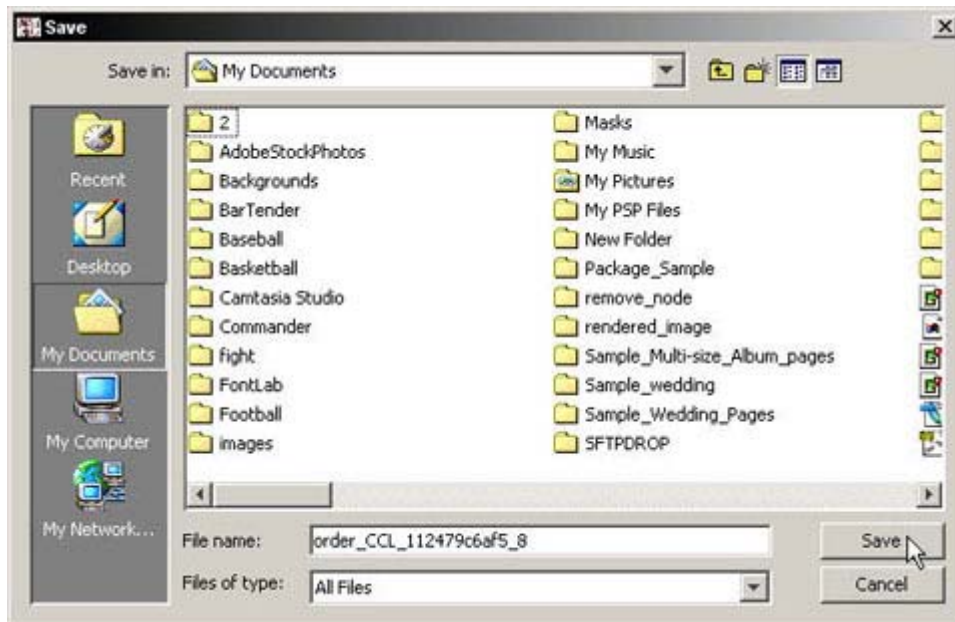 Save
Save in: My Documents
Recent
Desktop
My Documents
My Computer
My Network...
2
AdobeStockPhotos
Backgrounds
BarTender
Baseball
Basketball
Camtasia Studio
Commander
fight
FontLab
Football
images
Masks
My Music
My Pictures
My PSP Files
New Folder
Package_Sample
remove_node
rendered_image
Sample_Multi-size_Album_pages
Sample_wedding
Sample_Wedding_Pages
SFTPDROP
File name: order_CCL_112479c6af5_8 Save
Files of type: All Files Cancel